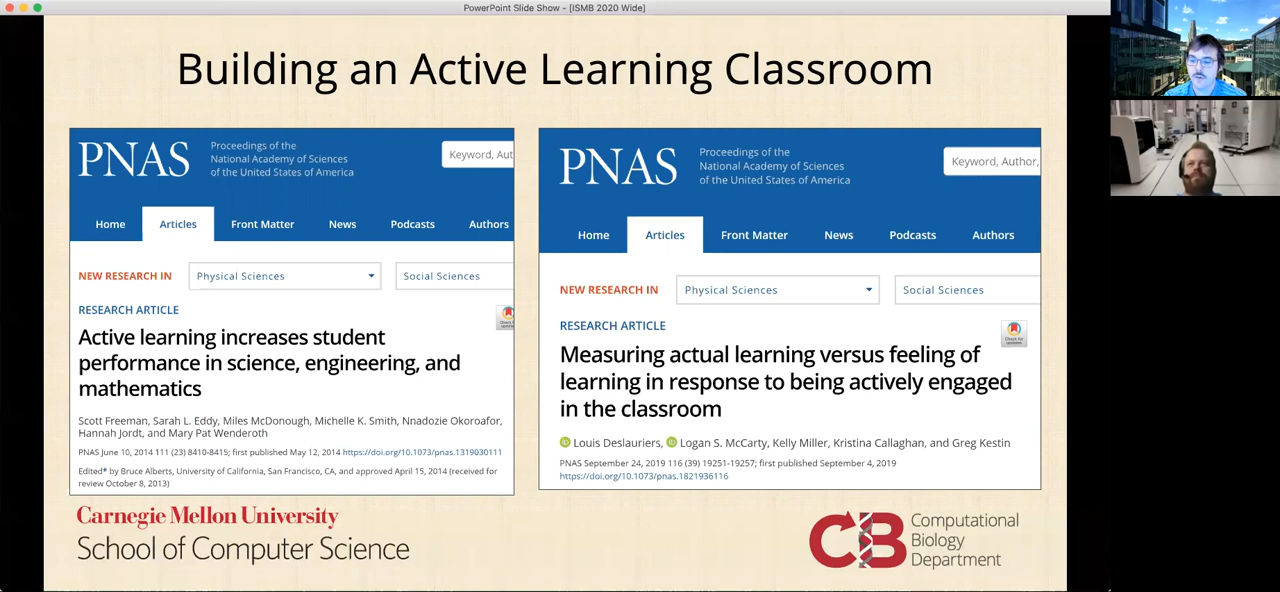 PowerPoint Slide Show - [ISMB 2020 Wide]
Building an Active Learning Classroom
PNAS
Proceedings of the
National Academy of Sciences
of the United States of America
Keyword, Aut
Home Articles Front Matter News Podcasts Authors
NEW RESEARCH IN Physical Sciences Social Sciences
RESEARCH ARTICLE
Check for
updates
Active learning increases student
performance in science, engineering, and
mathematics
Scott Freeman, Sarah L. Eddy, Miles McDonough, Michelle K. Smith, Nnadozie Okoroafor,
Hannah Jordt, and Mary Pat Wenderoth
PNAS June 10, 2014 111 (23) 8410-8415; first published May 12, 2014 https://doi.org/10.1073/pnas.1319030111
Edited* by Bruce Alberts, University of California, San Francisco, CA, and approved April 15, 2014 (received for
review October 8, 2013)
PNAS
Proceedings of the
National Academy of Sciences
of the United States of America
Keyword, Author,
Home Articles Front Matter News Podcasts Authors
NEW RESEARCH IN Physical Sciences Social Sciences
RESEARCH ARTICLE
Check for
updates
Measuring actual learning versus feeling of
learning in response to being actively engaged
in the classroom
iD Louis Deslauriers, iD Logan S. McCarty, Kelly Miller, Kristina Callaghan, and Greg Kestin
PNAS September 24, 2019 116 (39) 19251-19257; first published September 4, 2019
https://doi.org/10.1073/pnas.1821936116
Carnegie Mellon University
School of Computer Science
CB
Computational
Biology
Department